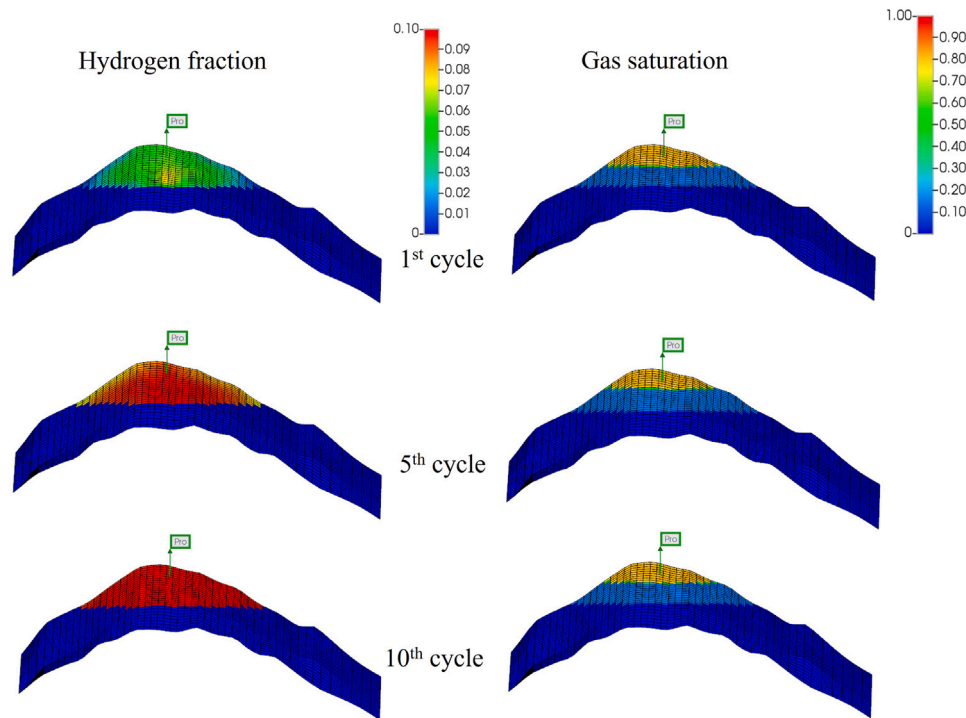 Hydrogen fraction
0.10
0.09
0.08
0.07
0.06
0.05
0.04
0.03
0.02
0.01
0
Gas saturation
1.00
0.90
0.80
0.70
0.60
0.50
0.40
0.30
0.20
0.10
0
Pro
Pro
1st cycle
Pro
Pro
5th cycle
Pro
Pro
10th cycle